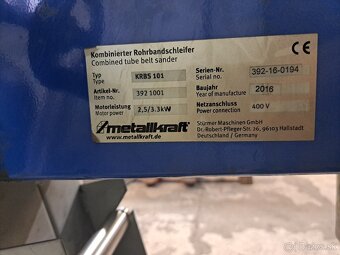 Kombinierter Rohrbandschleifer
Combined tube belt sander
CE
Typ
Type
KRBS 101
Serien-Nr.
Serial no.
392-16-0194
Artikel-Nr.
Item no.
392 1001
Baujahr
Year of manufacture
2016
Motorleistung
Motor power
2,5/3.3kW
Netzanschluss
Power connection
400 V
metallkraft
www.metallkraft.de
Stürmer Maschinen GmbH
Dr.-Robert-Pfleger-Str. 26, 96103 Hallstadt
Deutschland / Germany